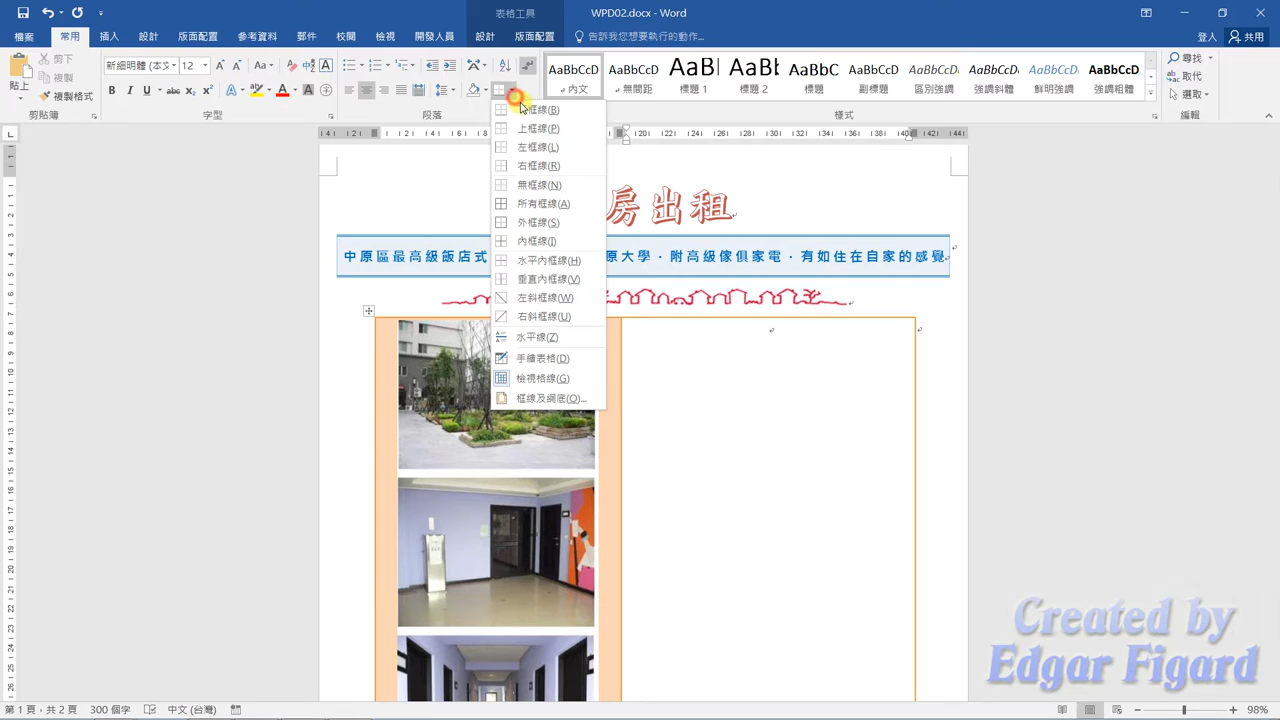 表格工具
WPD02.docx - Word
檔案 常用 插入 設計 版面配置 參考資料 郵件 校閱 檢視 開發人員 設計 版面配置 告訴我您想要執行的動作... 登入 共用
貼上
剪下
複製
複製格式
剪貼簿
新細明體 (本文 12
字型
段落
AaBbCcD 內文
AaBbCcD 無間距
AaBl 標題 1
AaBb( 標題 2
AaBbC 標題
AaBbCcD 副標題
AaBbCcD 區別強調
AaBbCcD 強調斜體
AaBbCcD 鮮明強調
AaBbCcD 強調粗體
樣式
尋找
取代
選取
編輯
框線(B)
上框線(P)
左框線(L)
右框線(R)
無框線(N)
所有框線(A)
外框線(S)
內框線(I)
水平內框線(H)
垂直內框線(V)
左斜框線(W)
右斜框線(U)
水平線(Z)
手繪表格(D)
檢視格線(G)
框線及網底(O)...
房出租
中原區最高級飯店式 原大學‧附高級傢俱家電‧有如住在自家的感覺
Created by
Edgar Figard
第 1 頁，共 2 頁 300 個字 中文 (台灣) 98%